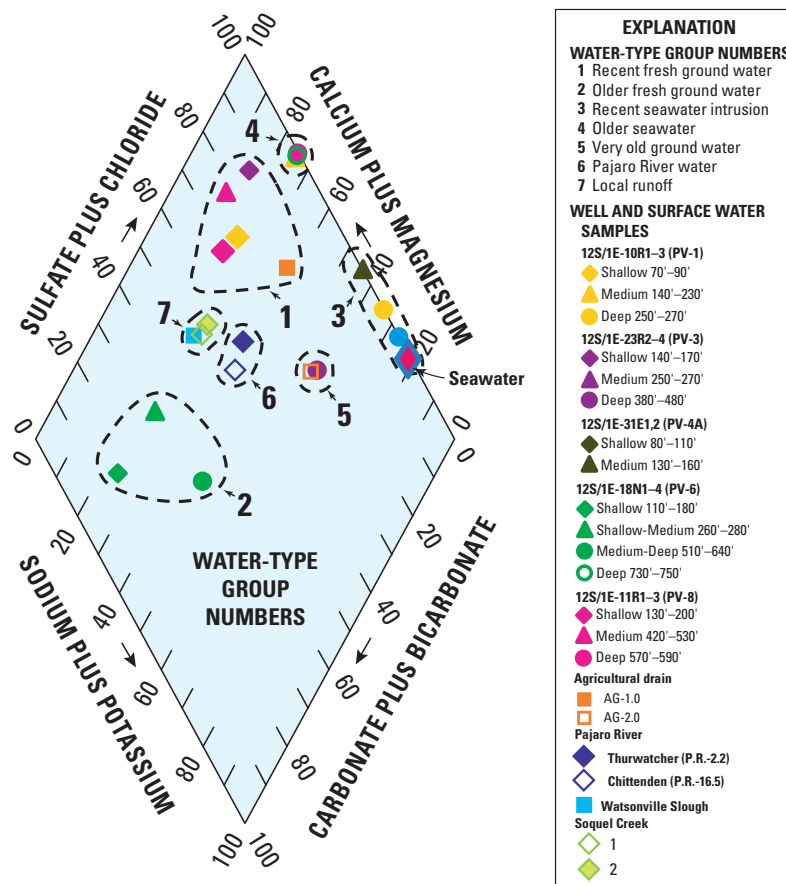 100
100
80
80
60
60
40
40
20
20
0
0
0
0
20
20
40
40
60
60
80
80
100
100
SULFATE PLUS CHLORIDE
CALCIUM PLUS MAGNESIUM
SODIUM PLUS POTASSIUM
CARBONATE PLUS BICARBONATE
4
1
3
7
6
5
2
Seawater
WATER-TYPE
GROUP
NUMBERS
EXPLANATION
WATER-TYPE GROUP NUMBERS
1 Recent fresh ground water
2 Older fresh ground water
3 Recent seawater intrusion
4 Older seawater
5 Very old ground water
6 Pajaro River water
7 Local runoff
WELL AND SURFACE WATER
SAMPLES
12S/1E-10R1–3 (PV-1)
Shallow 70'–90'
Medium 140'–230'
Deep 250'–270'
12S/1E-23R2–4 (PV-3)
Shallow 140'–170'
Medium 250'–270'
Deep 380'–480'
12S/1E-31E1,2 (PV-4A)
Shallow 80'–110'
Medium 130'–160'
12S/1E-18N1–4 (PV-6)
Shallow 110'–180'
Shallow-Medium 260'–280'
Medium-Deep 510'–640'
Deep 730'–750'
12S/1E-11R1–3 (PV-8)
Shallow 130'–200'
Medium 420'–530'
Deep 570'–590'
Agricultural drain
AG-1.0
AG-2.0
Pajaro River
Thurwatcher (P.R.-2.2)
Chittenden (P.R.-16.5)
Watsonville Slough
Soquel Creek
1
2